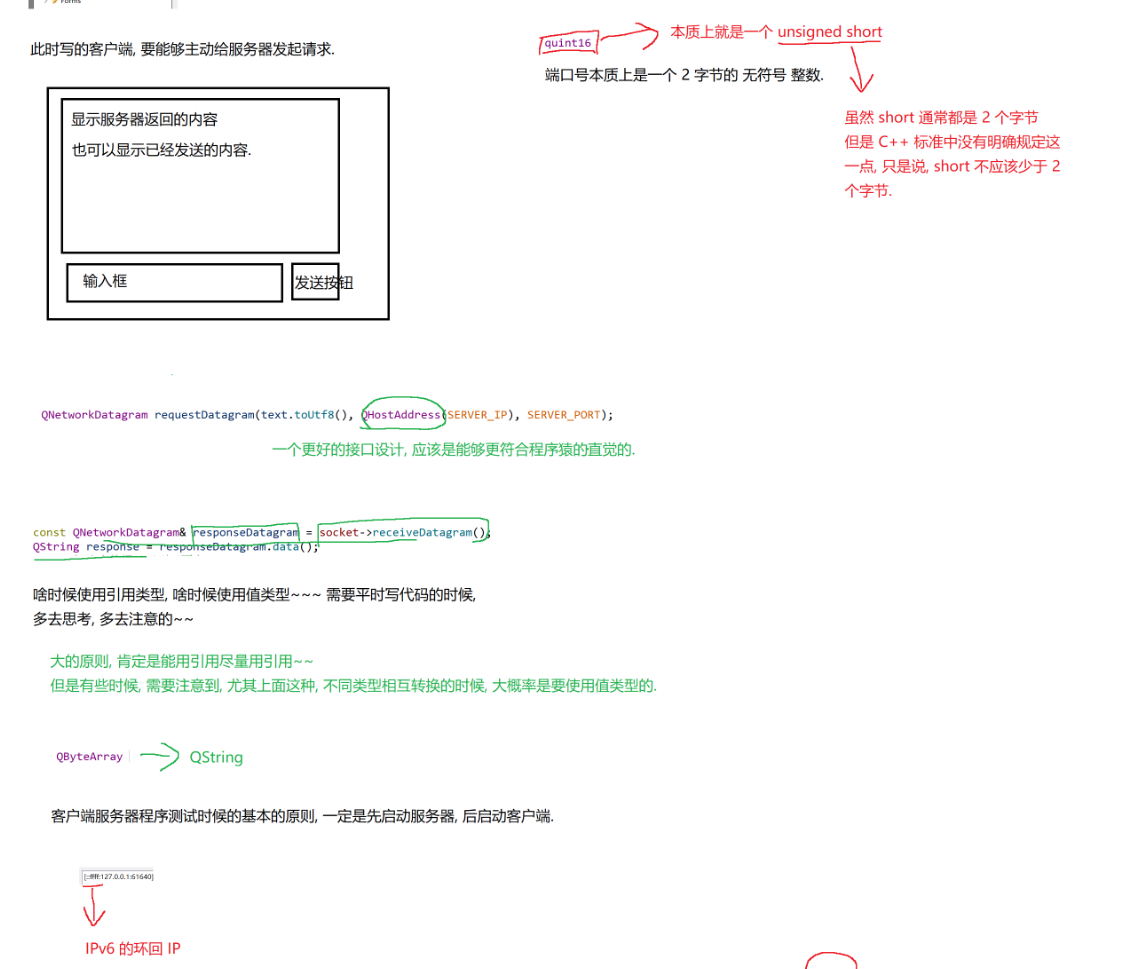 Forms
此时写的客户端, 要能够主动给服务器发起请求.
quint16
本质上就是一个 unsigned short
端口号本质上是一个 2 字节的 无符号 整数.
虽然 short 通常都是 2 个字节
但是 C++ 标准中没有明确规定这
一点, 只是说, short 不应该少于 2
个字节.
显示服务器返回的内容
也可以显示已经发送的内容.
输入框
发送按钮
QNetworkDatagram requestDatagram(text.toUtf8(), QHostAddress(SERVER_IP), SERVER_PORT);
一个更好的接口设计, 应该是能够更符合程序猿的直觉的.
const QNetworkDatagram& responseDatagram = socket->receiveDatagram();
QString response = responseDatagram.data();
啥时候使用引用类型, 啥时候使用值类型~~~ 需要平时写代码的时候,
多去思考, 多去注意的~~
大的原则, 肯定是能用引用尽量用引用~~
但是有些时候, 需要注意到, 尤其上面这种, 不同类型相互转换的时候, 大概率是要使用值类型的.
QByteArray
QString
客户端服务器程序测试时候的基本的原则, 一定是先启动服务器, 后启动客户端.
[::ffff:127.0.0.1:61640]
IPv6 的环回 IP